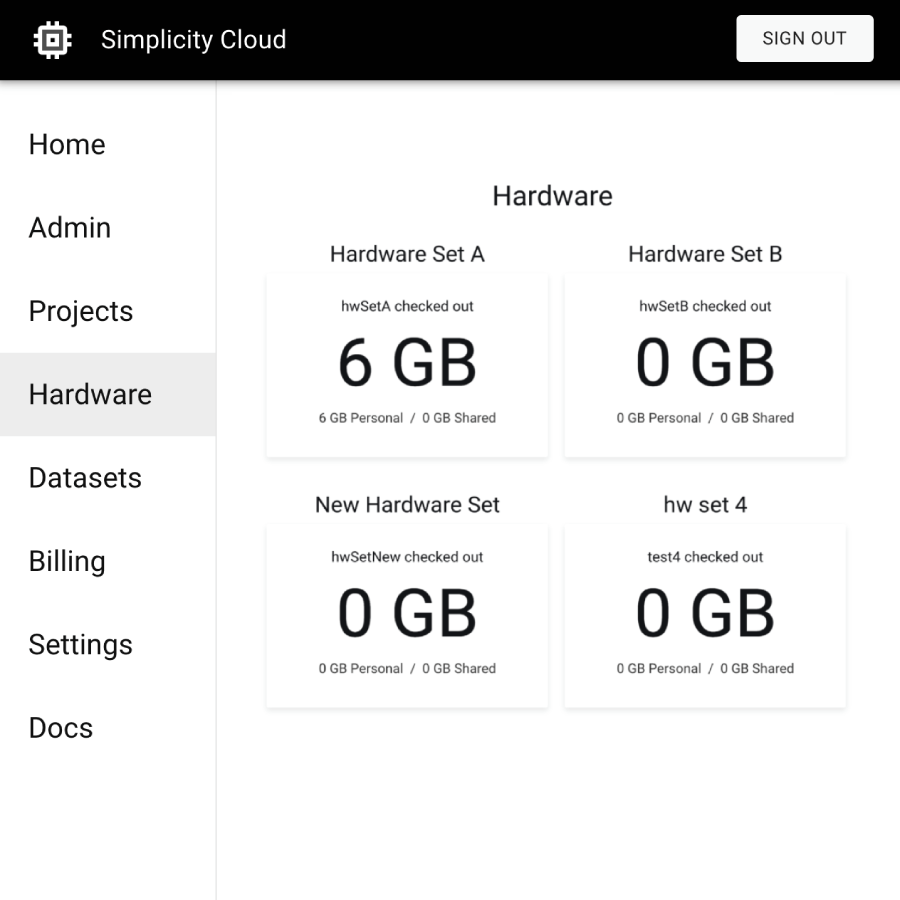 Simplicity Cloud
SIGN OUT
Home
Admin
Projects
Hardware
Datasets
Billing
Settings
Docs
Hardware
Hardware Set A
hwSetA checked out
6 GB
6 GB Personal / 0 GB Shared
Hardware Set B
hwSetB checked out
0 GB
0 GB Personal / 0 GB Shared
New Hardware Set
hwSetNew checked out
0 GB
0 GB Personal / 0 GB Shared
hw set 4
test4 checked out
0 GB
0 GB Personal / 0 GB Shared